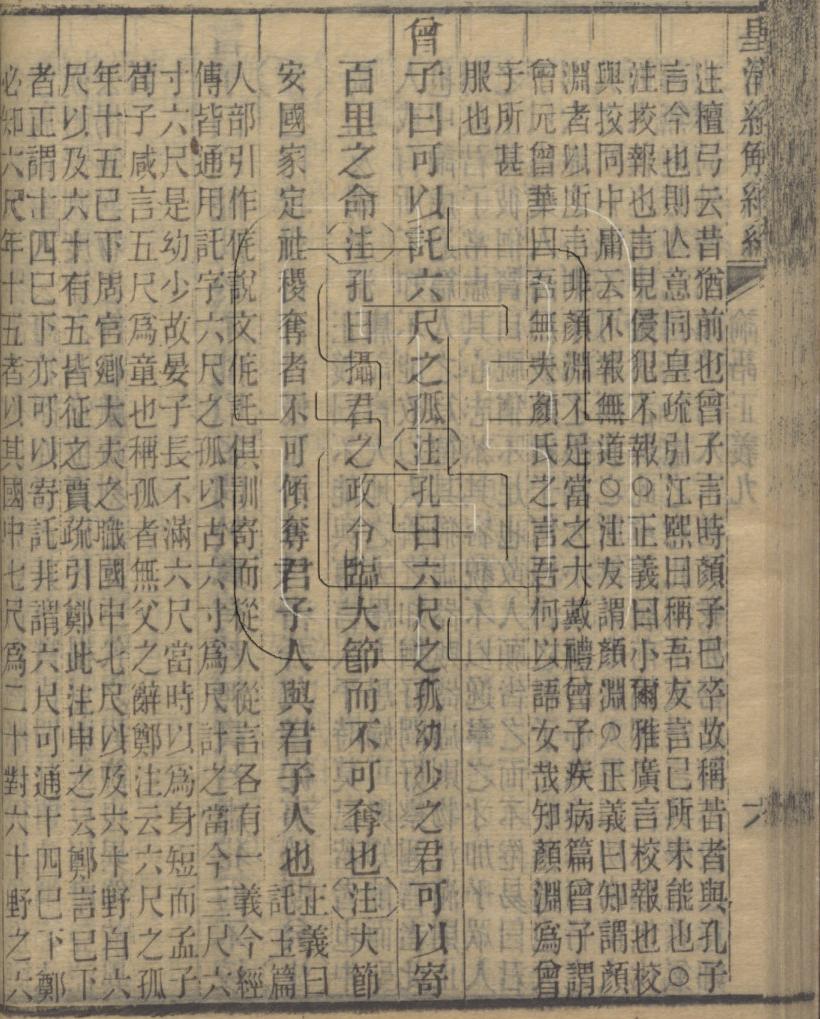 皇清經解續編
論語正義九
六
注檀弓云昔猶前也曾子言時顏子已卒故稱昔者與孔子
言今也則亾意同皇疏引江熙曰稱吾友言己所未能也○
注挍報也言見侵犯不報○正義曰小爾雅廣言校報也校
與挍同中庸云不報無道○注友謂顏淵○正義曰知謂顏
淵者以所言非顏淵不足當之大戴禮曾子疾病篇曾子謂
曾元曾華曰吾無夫顏氏之言吾何以語女哉知顏淵爲曾
子所甚
服也
曾子曰可以託六尺之孤注孔曰六尺之孤幼少之君可以寄
百里之命注孔曰攝君之政令臨大節而不可奪也注大節
安國家定社稷奪者不可傾奪君子人與君子人也正義曰
託玉篇
人部引作侂說文侂託俱訓寄而從人從言各有一義今經
傳皆通用託字六尺之孤以古六寸爲尺計之當今三尺六
寸六尺是幼少故晏子長不滿六尺當時以爲身短而孟子
荀子咸言五尺爲童也稱孤者無父之辭鄭注云六尺之孤
年十五已下周官鄉大夫之職國中七尺以及六十野自六
尺以及六十有五皆征之賈疏引鄭此注申之云鄭言已下
者正謂十四已下亦可以寄託非謂六尺可通十四已下鄭
必知六尺年十五者以其國中七尺爲二十對六十野之六